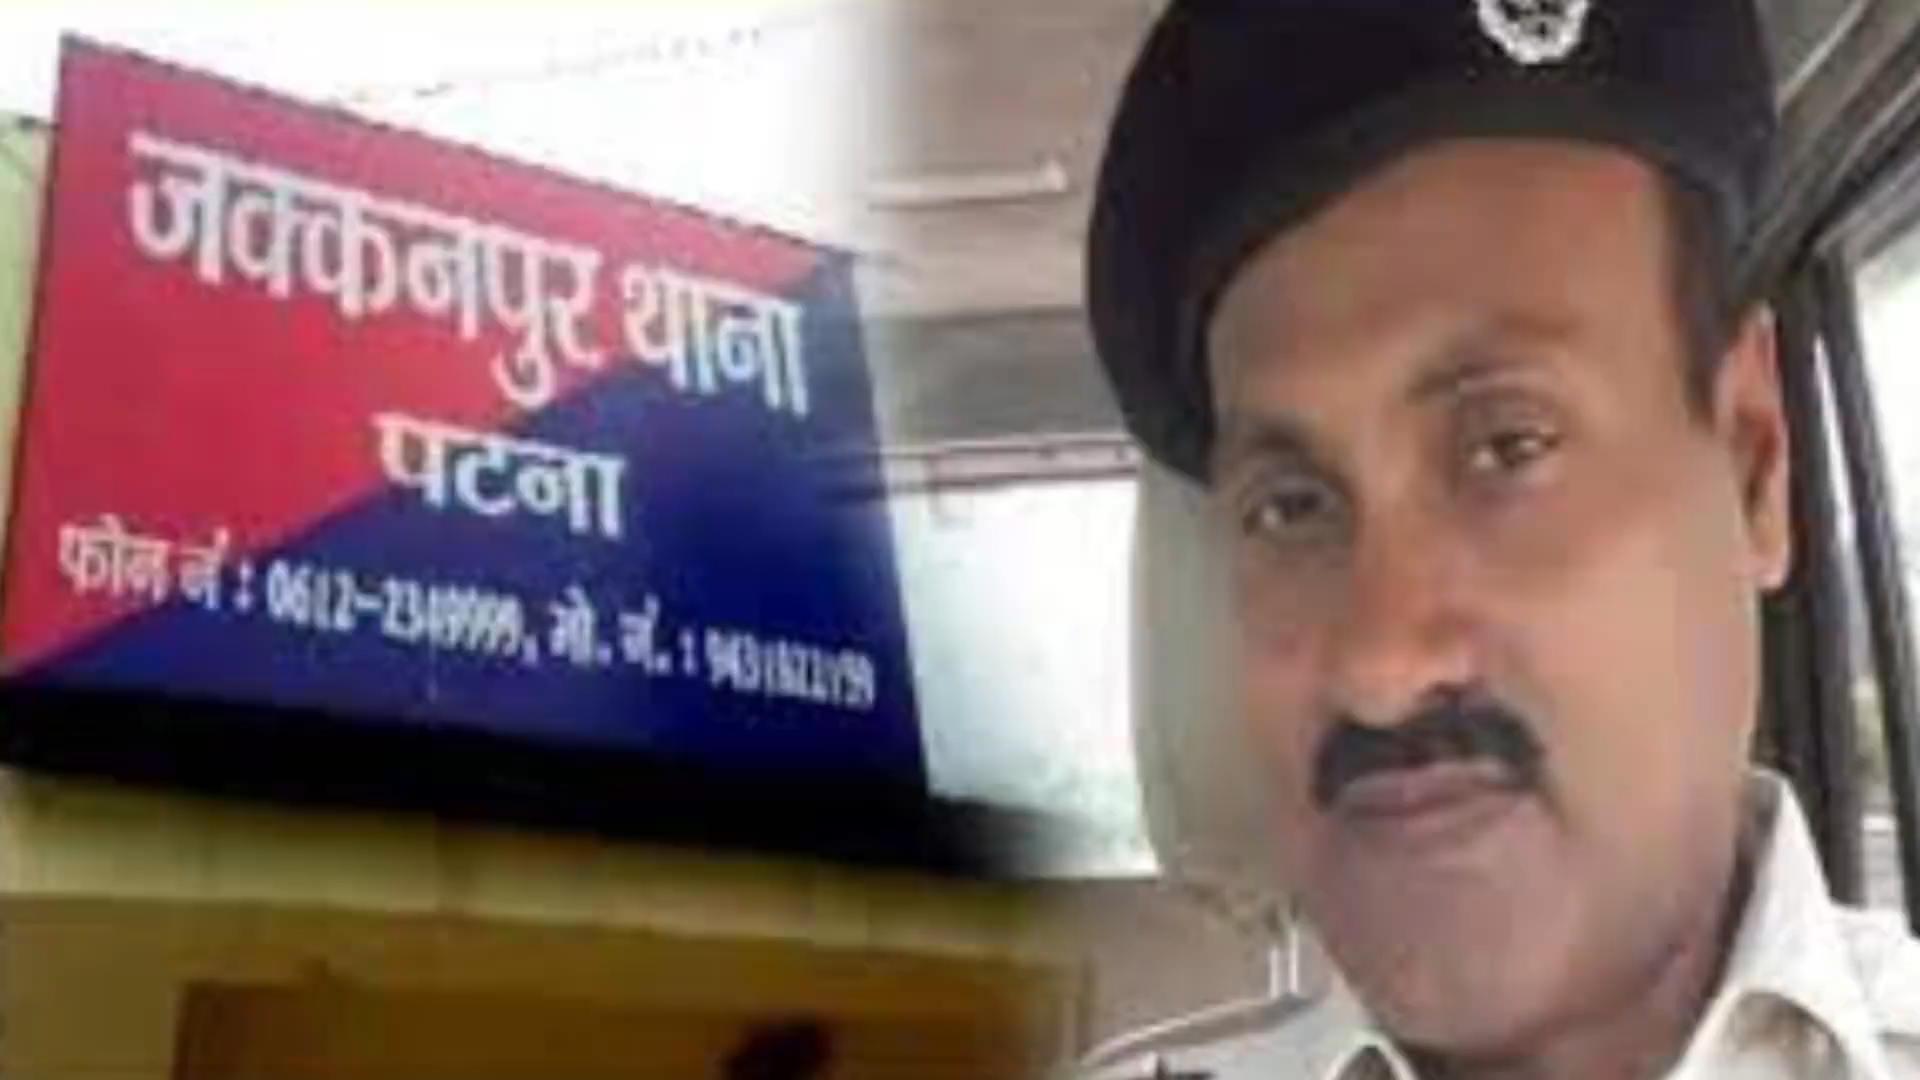 जक्कनपुर थाना
पटना
फोन नं : 0612-2349999, मो. नं. :